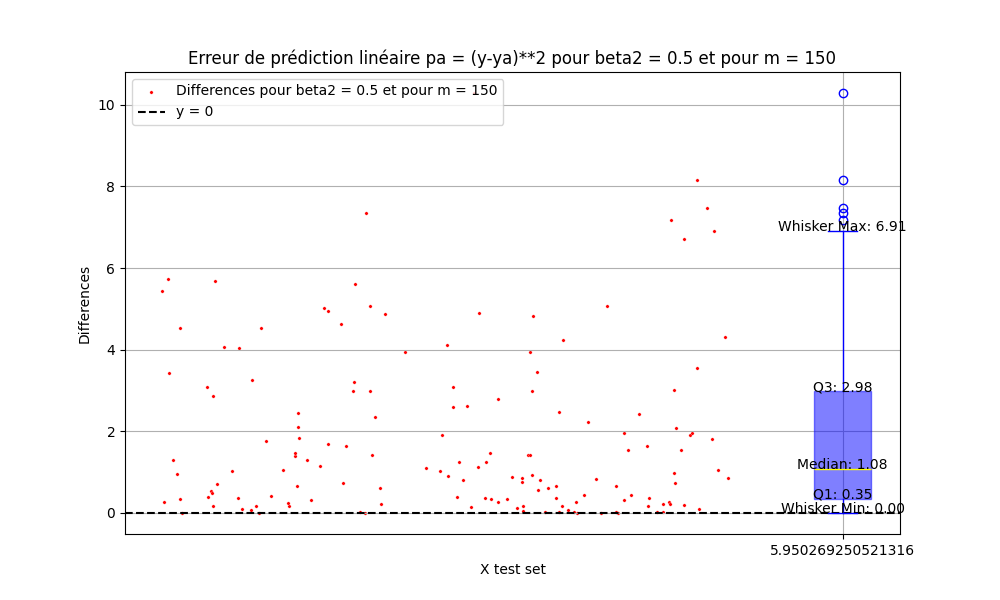 Erreur de prédiction linéaire pa = (y-ya)**2 pour beta2 = 0.5 et pour m = 150
Differences pour beta2 = 0.5 et pour m = 150
y = 0
10
8
6
4
2
0
Differences
Whisker Max: 6.91
Q3: 2.98
Median: 1.08
Q1: 0.35
Whisker Min: 0.00
5.950269250521316
X test set